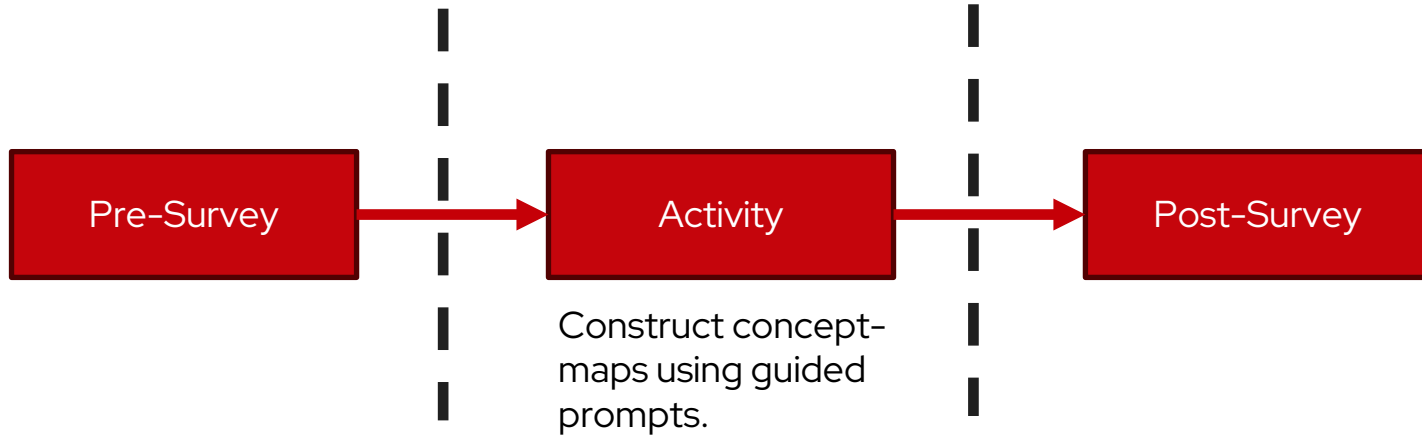 Pre-Survey
Activity
Post-Survey
Construct concept-
maps using guided
prompts.